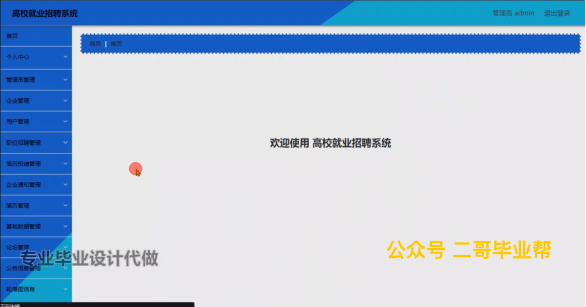 高校就业招聘系统
管理员 admin 退出登录
首页
首页 | 首页
个人中心
管理员管理
企业管理
用户管理
职位招聘管理
欢迎使用 高校就业招聘系统
简历投递管理
企业通知管理
简历管理
基础数据管理
论坛管理
专业毕业设计代做
公众号 二哥毕业帮
公告信息管理
轮播图信息